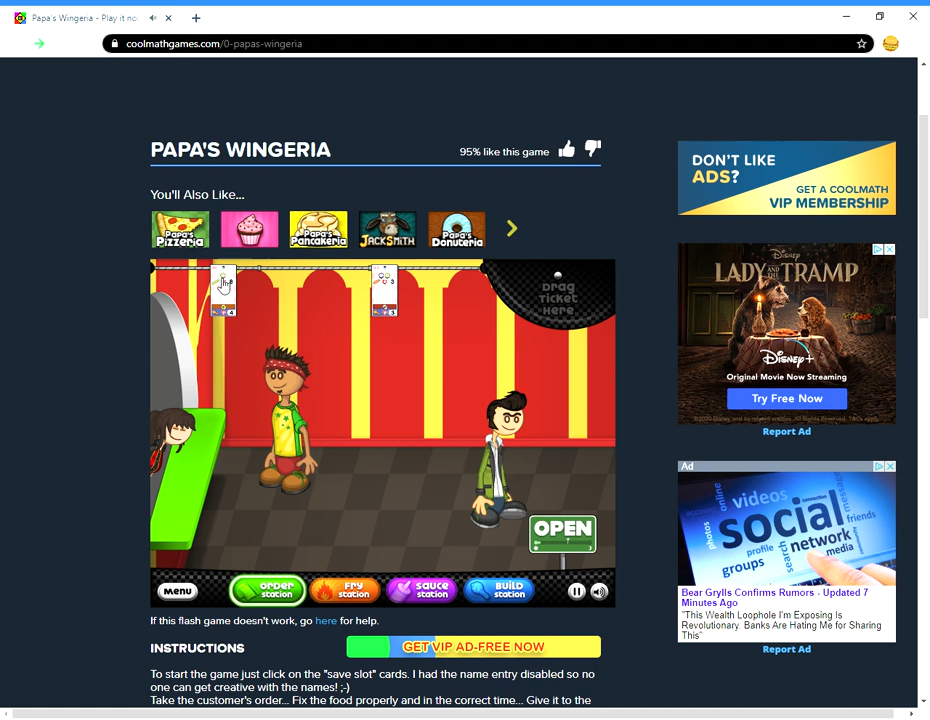 Papa's Wingeria - Play it no
coolmathgames.com/0-papas-wingeria
PAPA'S WINGERIA
95% like this game
You'll Also Like...
Papa's Pizzeria
Papa's Pancakeria
JACKSMITH
Papa's Donuteria
DRAG
TICKET
HERE
8
4
3
3
OPEN
MENU
ORDER STATION
FRY STATION
SAUCE STATION
BUILD STATION
If this flash game doesn't work, go here for help.
INSTRUCTIONS
GET VIP AD-FREE NOW
To start the game just click on the "save slot" cards. I had the name entry disabled so no
one can get creative with the names! ;-)
Take the customer's order... Fix the food properly and in the correct time... Give it to the
DON'T LIKE
ADS?
GET A COOLMATH
VIP MEMBERSHIP
Disney
LADY AND THE TRAMP
Disney+
Original Movie Now Streaming
Try Free Now
Report Ad
Ad
online
videos
connection
photos
social
friends
profile
search
network
groups
media
Bear Grylls Confirms Rumors - Updated 7
Minutes Ago
"This Wealth Loophole I'm Exposing Is
Revolutionary. Banks Are Hating Me for Sharing
This"
Report Ad